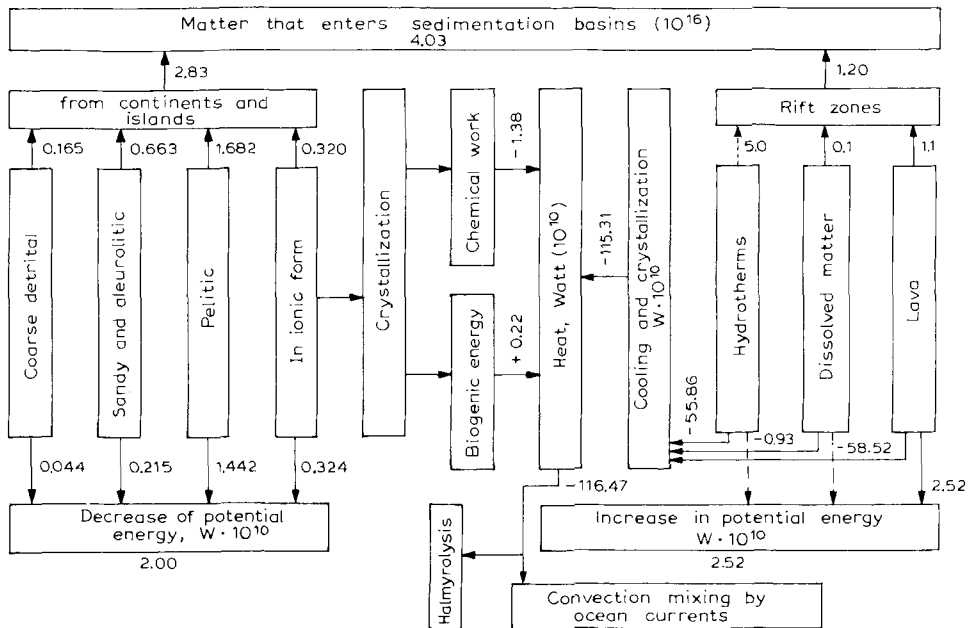 Matter that enters sedimentation basins (10^16)
4.03
2,83
1.20
from continents and
islands
Rift zones
0.165
0.663
1,682
0.320
5.0
0.1
1.1
Coarse detrital
Sandy and aleurolitic
Pelitic
In ionic form
Crystallization
Chemical work
Biogenic energy
-1.38
+0.22
Heat, Watt (10^10)
-115.31
Cooling and crystallization
W·10^10
Hydrotherms
Dissolved matter
Lava
-55.86
-0.93
-58.52
0,044
0.215
1,442
0.324
-116,47
2.52
Decrease of potential
energy, W·10^10
2.00
Increase in potential energy
W·10^10
2.52
Halmyrolysis
Convection mixing by
ocean currents